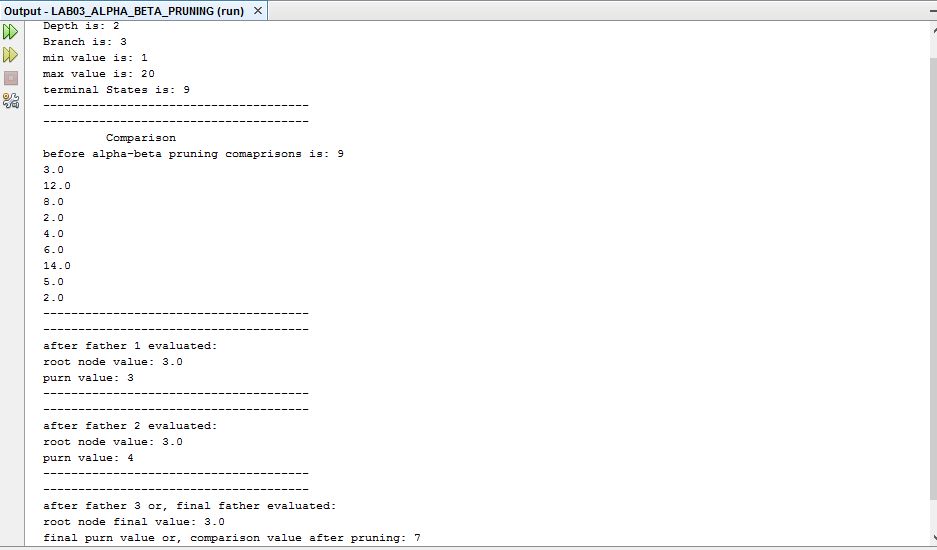 Output - LAB03_ALPHA_BETA_PRUNING (run)
Depth is: 2
Branch is: 3
min value is: 1
max value is: 20
terminal States is: 9
--------------------------------------
--------------------------------------
Comparison
before alpha-beta pruning comaprisons is: 9
3.0
12.0
8.0
2.0
4.0
6.0
14.0
5.0
2.0
--------------------------------------
--------------------------------------
after father 1 evaluated:
root node value: 3.0
purn value: 3
--------------------------------------
--------------------------------------
after father 2 evaluated:
root node value: 3.0
purn value: 4
--------------------------------------
--------------------------------------
after father 3 or, final father evaluated:
root node final value: 3.0
final purn value or, comparison value after pruning: 7